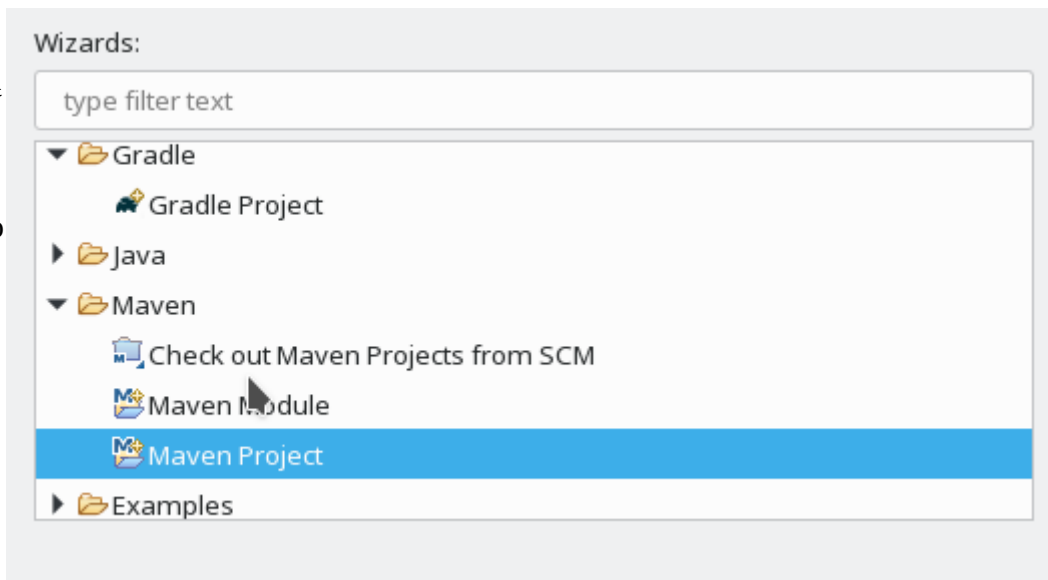 Wizards:
type filter text
Gradle
Gradle Project
Java
Maven
Check out Maven Projects from SCM
Maven Module
Maven Project
Examples